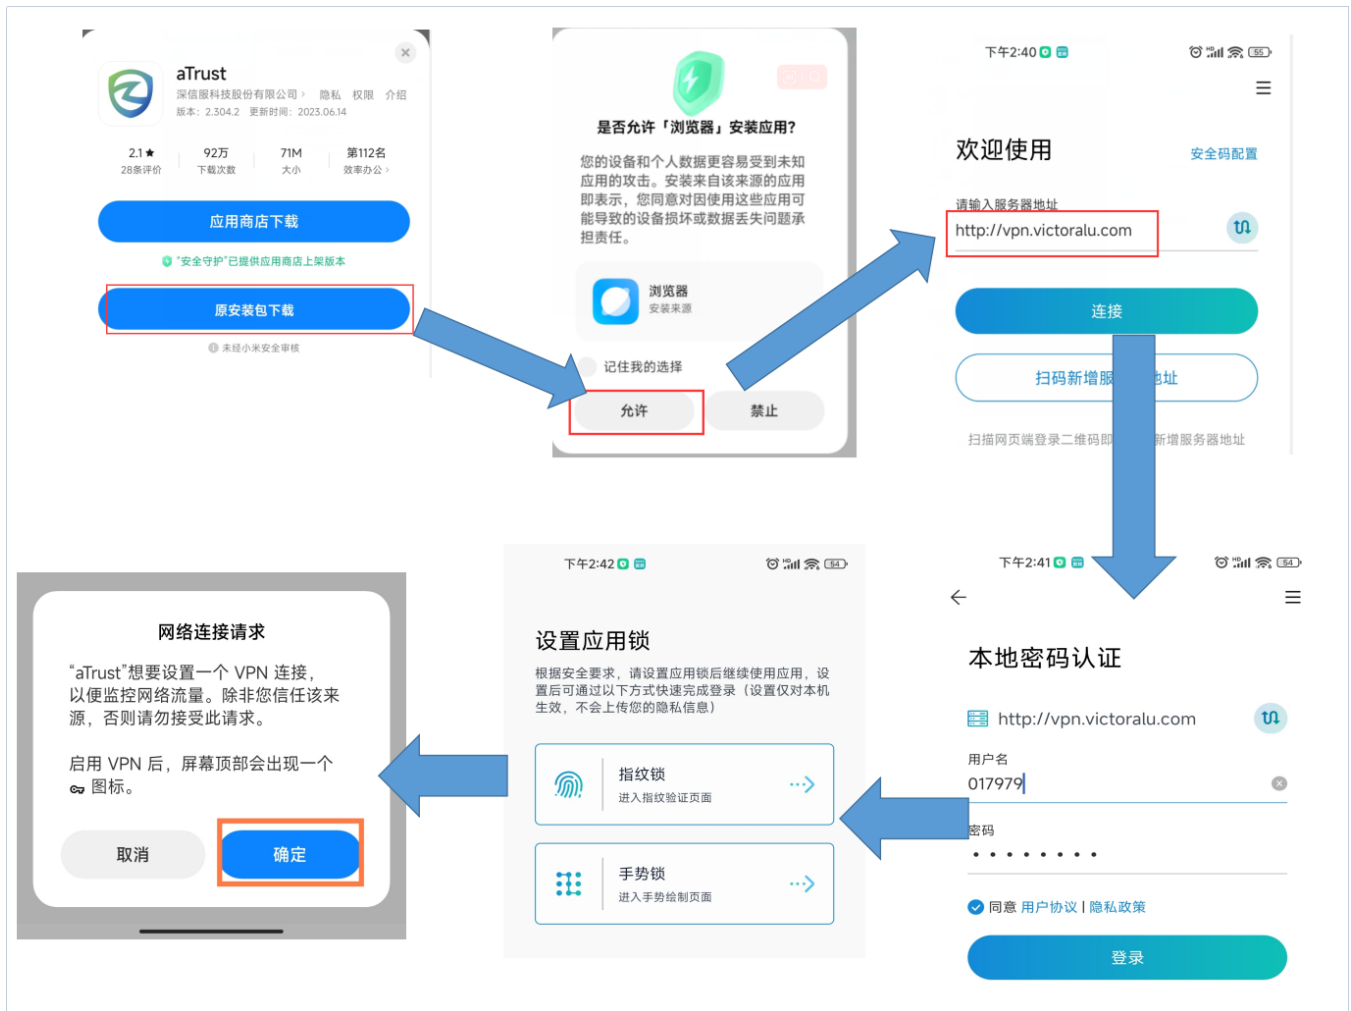 aTrust
深信服科技股份有限公司› 隐私 权限 介绍
版本：2.304.2 更新时间：2023.06.14
2.1★ 92万 71M 第112名
28条评价 下载次数 大小 效率办公›
应用商店下载
"安全守护"已提供应用商店上架版本
原安装包下载
未经小米安全审核
是否允许「浏览器」安装应用?
您的设备和个人数据更容易受到未知
应用的攻击。安装来自该来源的应用
即表示，您同意对因使用这些应用可
能导致的设备损坏或数据丢失问题承
担责任。
浏览器
安装来源
记住我的选择
允许 禁止
下午2:40 55
欢迎使用
安全码配置
请输入服务器地址
http://vpn.victoralu.com
连接
扫码新增服 地址
扫描网页端登录二维码即 新增服务器地址
下午2:41 54
本地密码认证
http://vpn.victoralu.com
用户名
017979
密码
••••••••
同意 用户协议 | 隐私政策
登录
下午2:42 54
设置应用锁
根据安全要求，请设置应用锁后继续使用应用，设
置后可通过以下方式快速完成登录（设置仅对本机
生效，不会上传您的隐私信息）
指纹锁
进入指纹验证页面
手势锁
进入手势绘制页面
网络连接请求
"aTrust"想要设置一个 VPN 连接，
以便监控网络流量。除非您信任该来
源，否则请勿接受此请求。
启用 VPN 后，屏幕顶部会出现一个
图标。
取消 确定